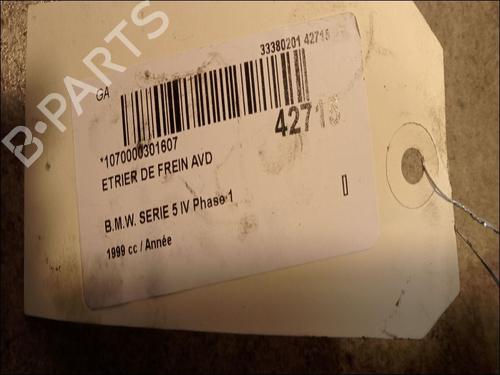 33380201 42715
GA
42715
*1070000301607
ETRIER DE FREIN AVD
B.M.W. SERIE 5 IV Phase 1
1999 cc / Année
B-PARTS